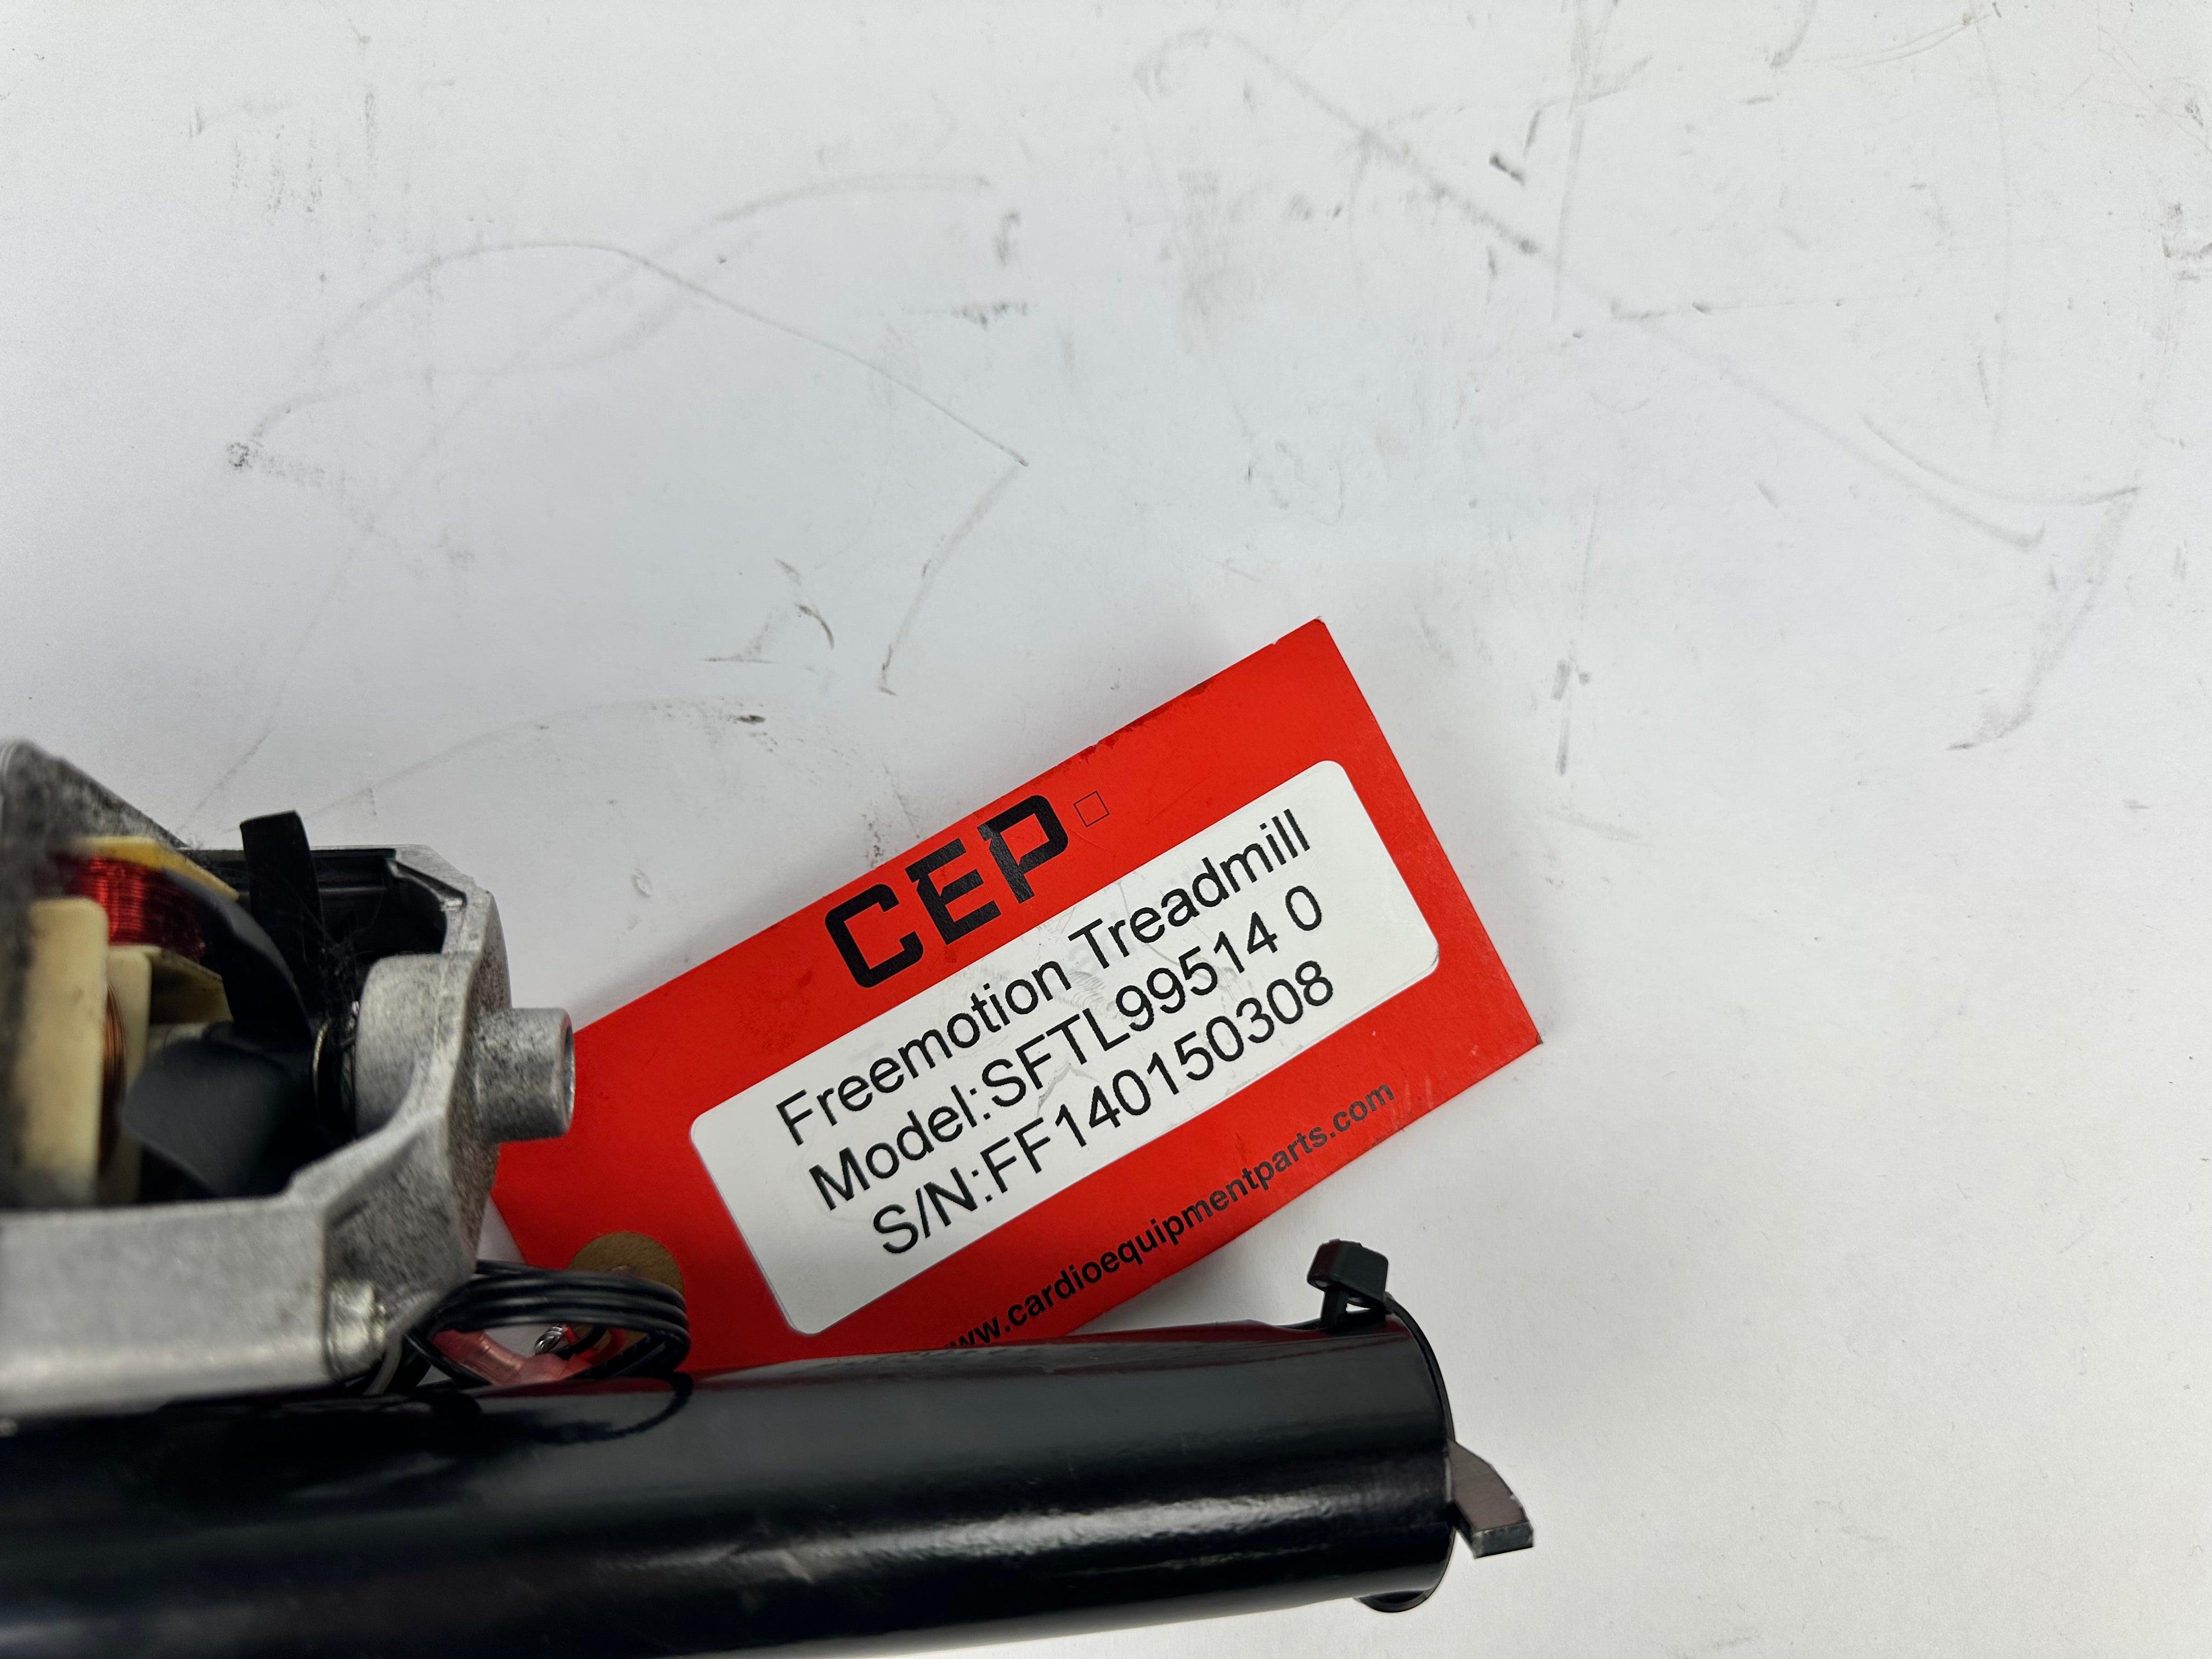 CEP
Freemotion Treadmill
Model:SFTL99514 0
S/N:FF140150308
www.cardioequipmentparts.com